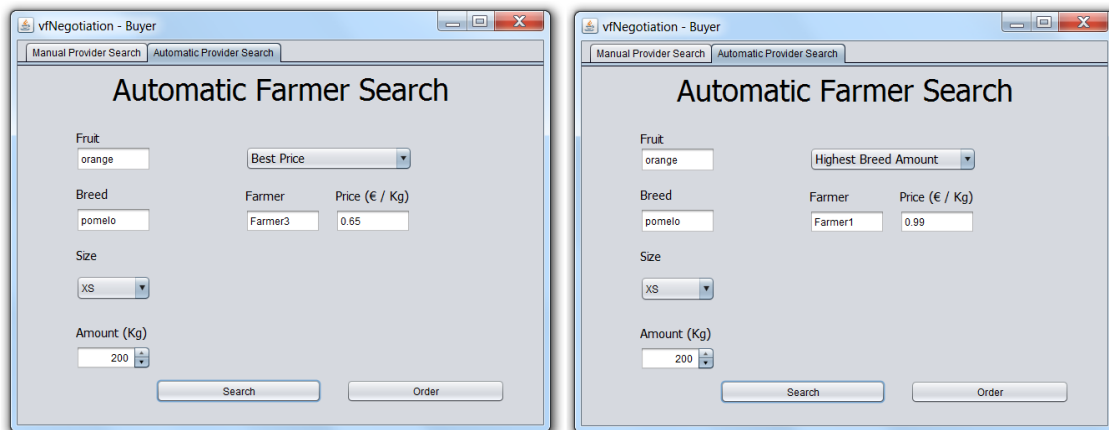 vfNegotiation - Buyer
Manual Provider Search Automatic Provider Search
Automatic Farmer Search
Fruit
orange Best Price
Breed Farmer Price (€ / Kg)
pomelo Farmer3 0.65
Size
XS
Amount (Kg)
200
Search Order
vfNegotiation - Buyer
Manual Provider Search Automatic Provider Search
Automatic Farmer Search
Fruit
orange Highest Breed Amount
Breed Farmer Price (€ / Kg)
pomelo Farmer1 0.99
Size
XS
Amount (Kg)
200
Search Order